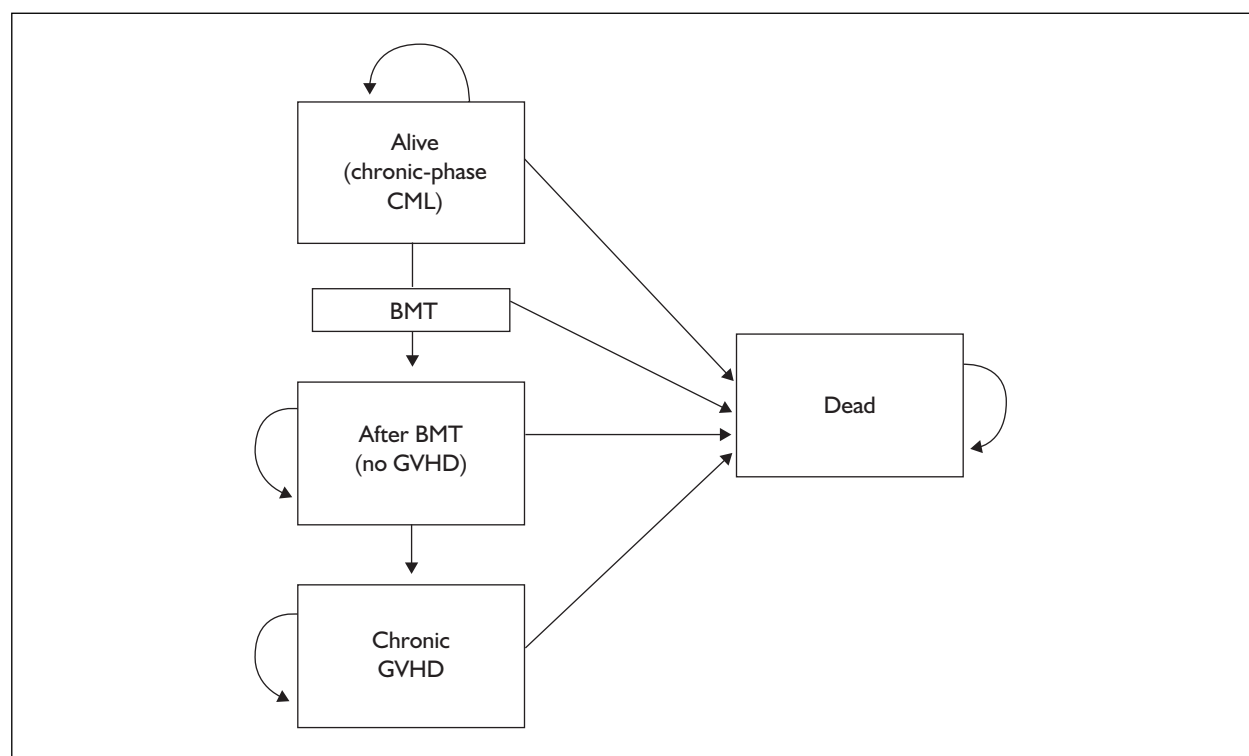 Alive
(chronic-phase
CML)
BMT
After BMT
(no GVHD)
Chronic
GVHD
Dead